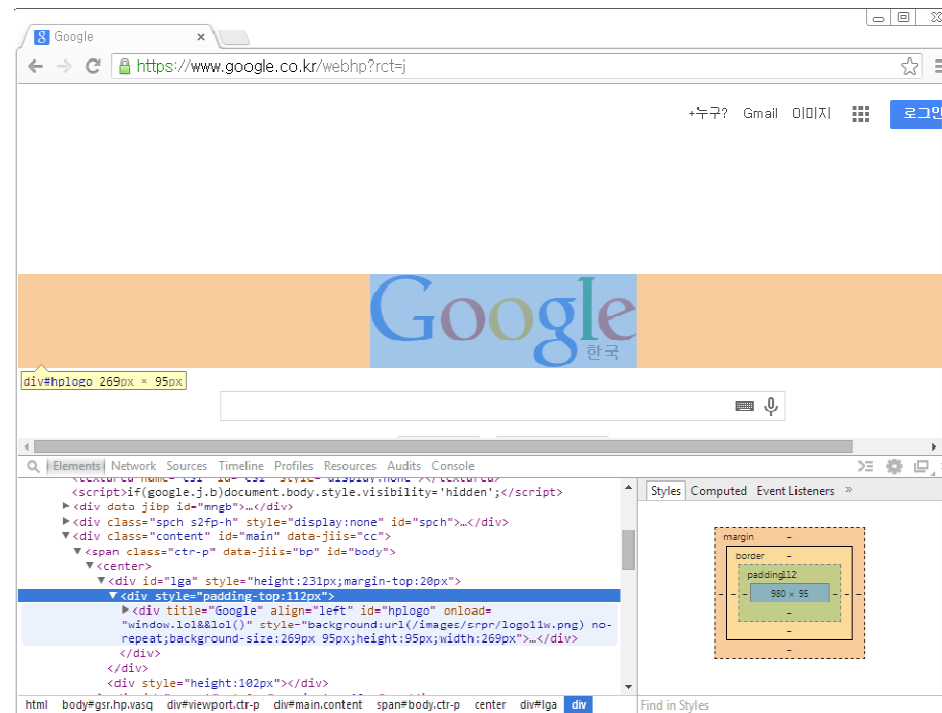 Google
https://www.google.co.kr/webhp?rct=j
+누구? Gmail 이미지
Google
한국
div#hplogo 269px × 95px
Elements Network Sources Timeline Profiles Resources Audits Console
<script>if(google.j.b)document.body.style.visibility='hidden';</script>
<div data-jibp id="mngb">…</div>
<div class="spch s2fp-h" style="display:none" id="spch">…</div>
<div class="content" id="main" data-jiis="cc">
<span class="ctr-p" data-jiis="bp" id="body">
<center>
<div id="lga" style="height:231px;margin-top:20px">
<div style="padding-top:112px">
<div title="Google" align="left" id="hplogo" onload=
"window.lol&&lol()" style="background:url(/images/srpr/logo11w.png) no-
repeat;background-size:269px 95px;height:95px;width:269px">…</div>
</div>
</div>
<div style="height:102px"></div>
html body#gsr.hp.vasq div#viewport.ctr-p div#main.content span#body.ctr-p center div#lga div
Styles Computed Event Listeners »
margin –
border –
padding112
– – – 980 × 95 – – –
–
–
–
Find in Styles